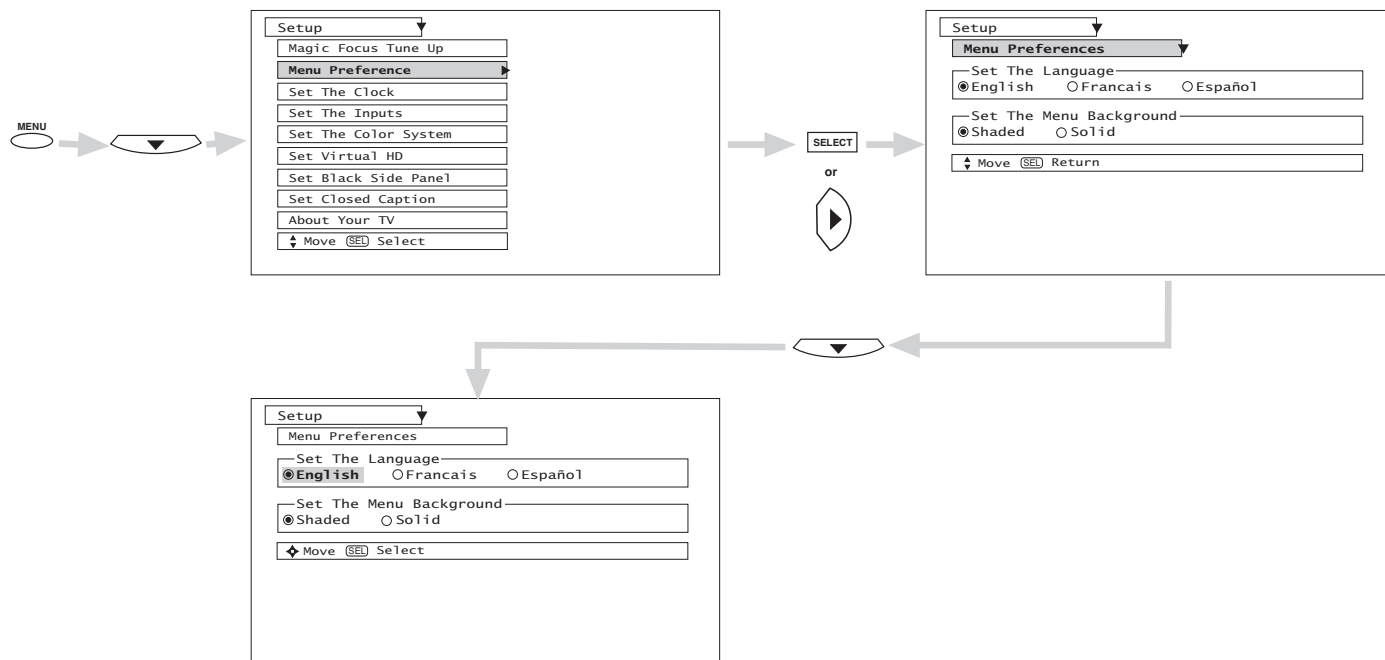 MENU
Setup
Magic Focus Tune Up
Menu Preference
Set The Clock
Set The Inputs
Set The Color System
Set Virtual HD
Set Black Side Panel
Set Closed Caption
About Your TV
Move SEL Select
SELECT
or
Setup
Menu Preferences
Set The Language
English Francais Español
Set The Menu Background
Shaded Solid
Move SEL Return
Setup
Menu Preferences
Set The Language
English Francais Español
Set The Menu Background
Shaded Solid
Move SEL Select